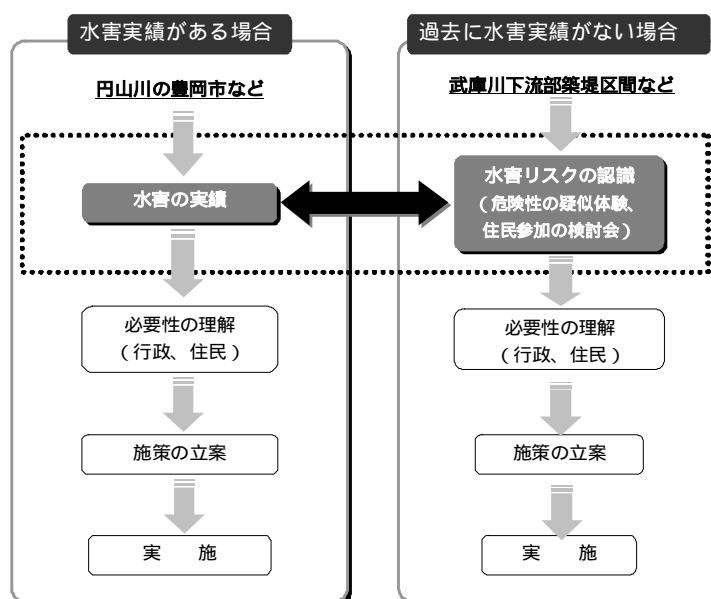 水害実績がある場合
円山川の豊岡市など
水害の実績
必要性の理解
(行政、住民)
施策の立案
実　施
過去に水害実績がない場合
武庫川下流部築堤区間など
水害リスクの認識
(危険性の疑似体験、
住民参加の検討会)
必要性の理解
(行政、住民)
施策の立案
実　施